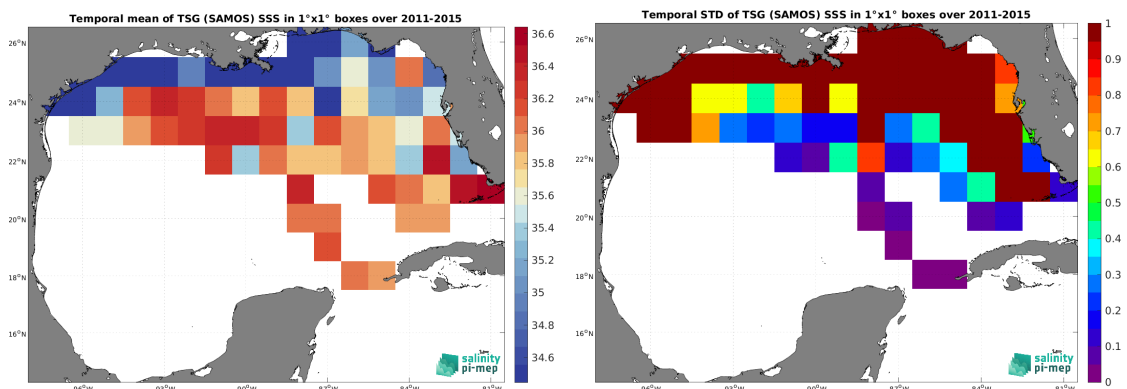 Temporal mean of TSG (SAMOS) SSS in 1°x1° boxes over 2011-2015
26°N
24°N
22°N
20°N
18°N
16°N
36.6
36.4
36.2
36
35.8
35.6
35.4
35.2
35
34.8
34.6
salinity
pi-mep
Temporal STD of TSG (SAMOS) SSS in 1°x1° boxes over 2011-2015
26°N
24°N
22°N
20°N
18°N
16°N
1
0.9
0.8
0.7
0.6
0.5
0.4
0.3
0.2
0.1
0
salinity
pi-mep